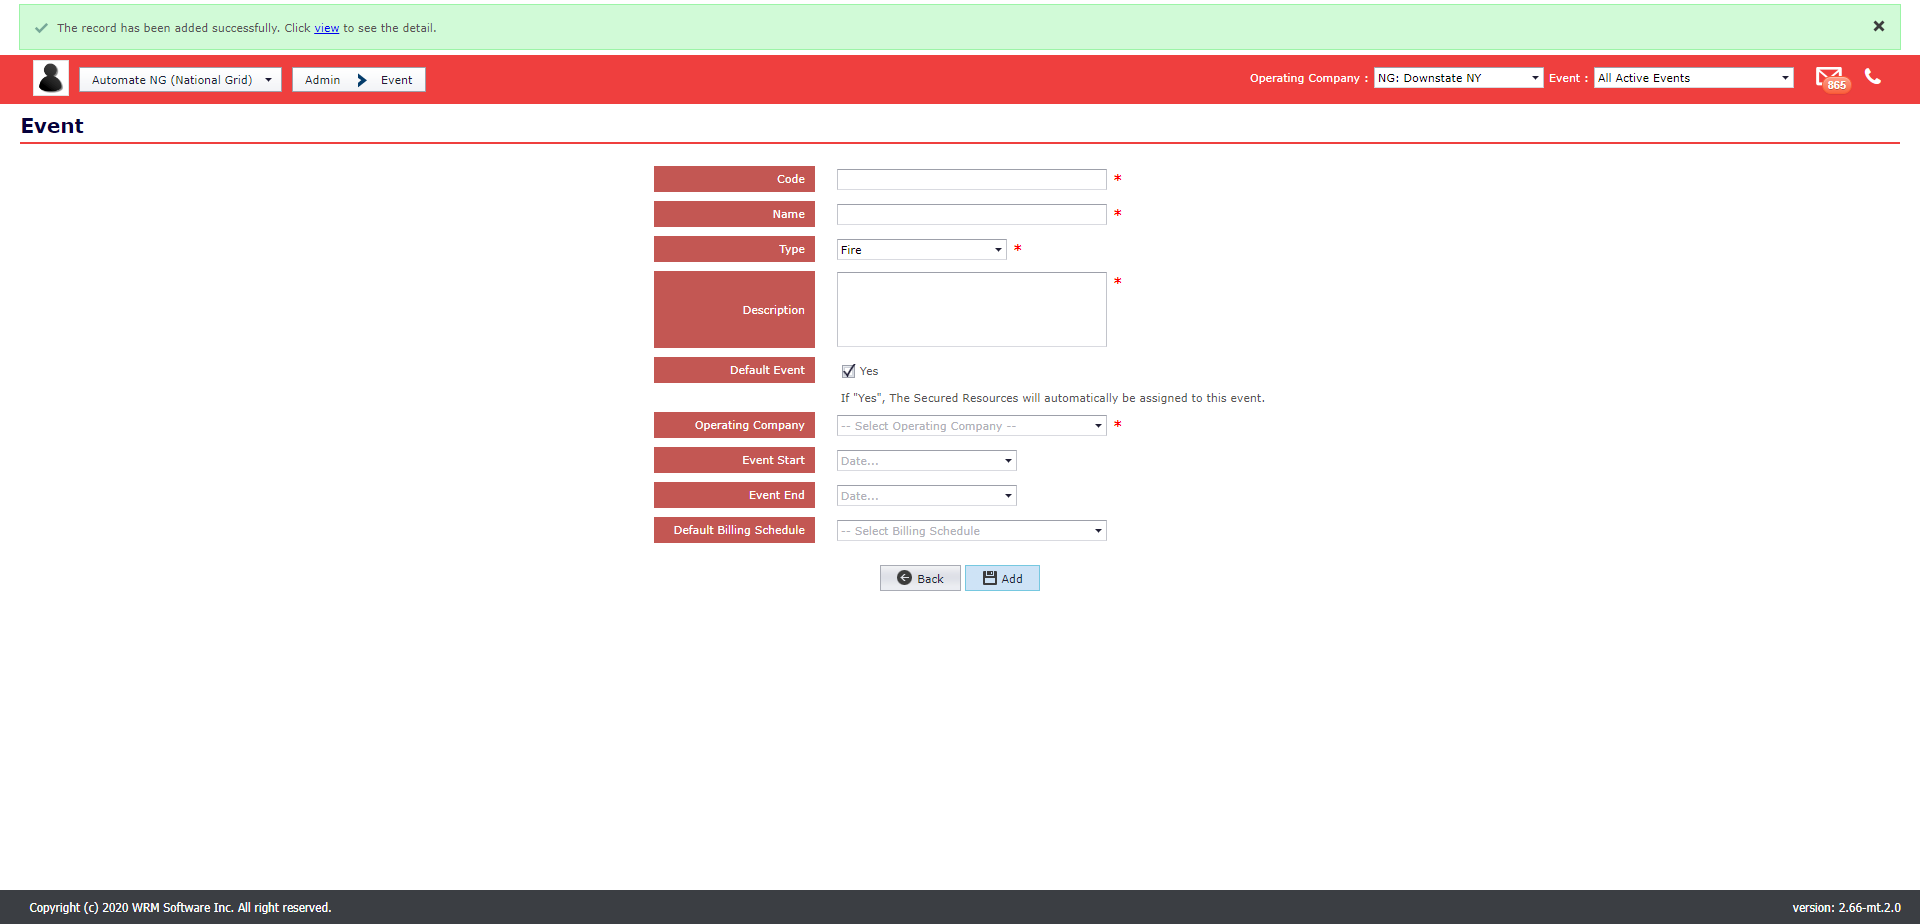 The record has been added successfully. Click view to see the detail.
Automate NG (National Grid)
Admin Event
Operating Company : NG: Downstate NY Event : All Active Events 865
Event
Code *
Name *
Type Fire *
Description *
Default Event Yes
If "Yes", The Secured Resources will automatically be assigned to this event.
Operating Company -- Select Operating Company -- *
Event Start Date...
Event End Date...
Default Billing Schedule -- Select Billing Schedule
Back Add
Copyright (c) 2020 WRM Software Inc. All right reserved. version: 2.66-mt.2.0